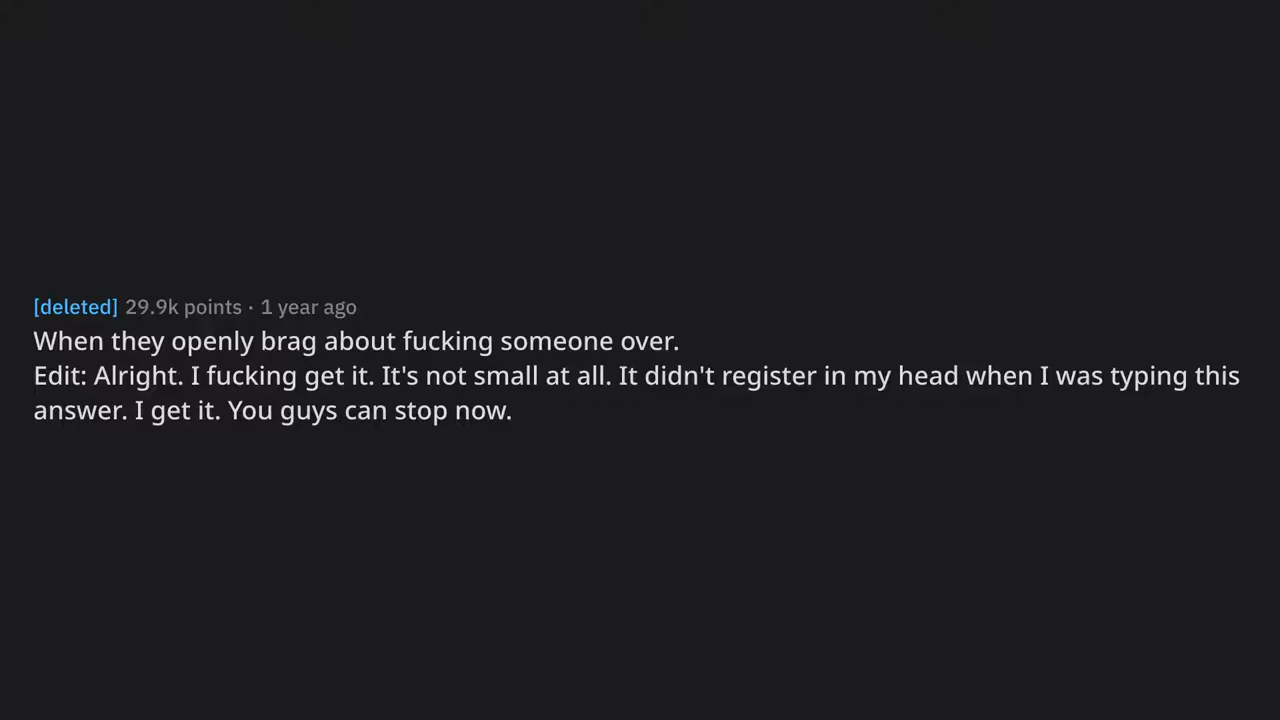 [deleted] 29.9k points · 1 year ago
When they openly brag about fucking someone over.
Edit: Alright. I fucking get it. It's not small at all. It didn't register in my head when I was typing this
answer. I get it. You guys can stop now.